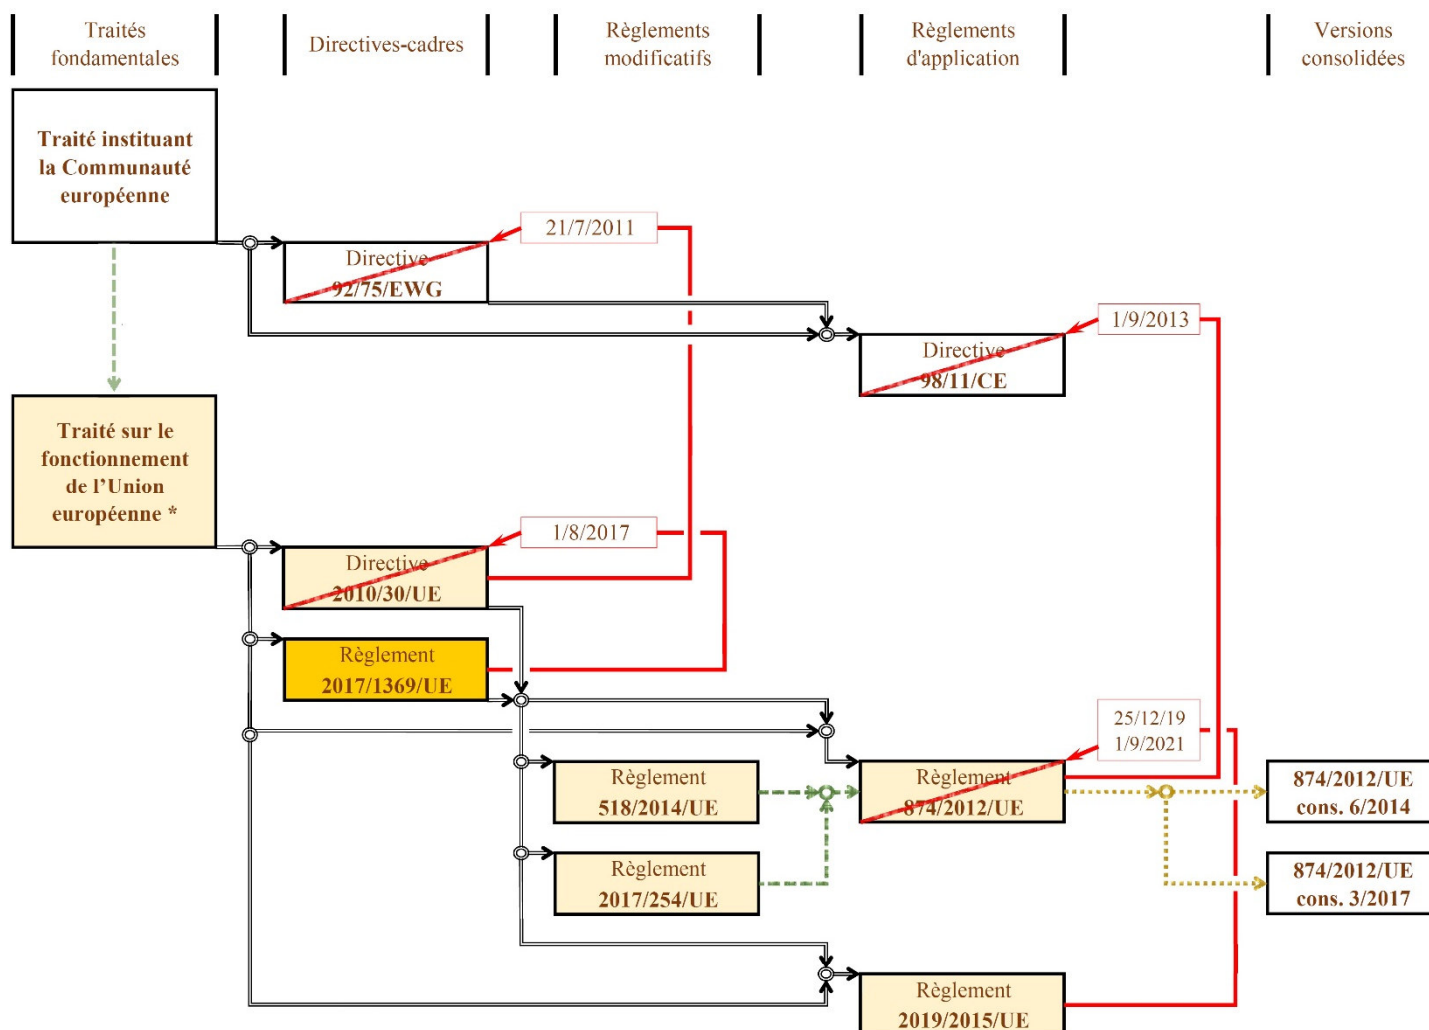 Traités
fondamentales
Directives-cadres
Règlements
modificatifs
Règlements
d'application
Versions
consolidées
Traité instituant
la Communauté
européenne
21/7/2011
Directive
92/75/EWG
1/9/2013
Directive
98/11/CE
Traité sur le
fonctionnement
de l’Union
européenne *
1/8/2017
Directive
2010/30/UE
Règlement
2017/1369/UE
25/12/19
1/9/2021
Règlement
518/2014/UE
Règlement
874/2012/UE
874/2012/UE
cons. 6/2014
Règlement
2017/254/UE
874/2012/UE
cons. 3/2017
Règlement
2019/2015/UE